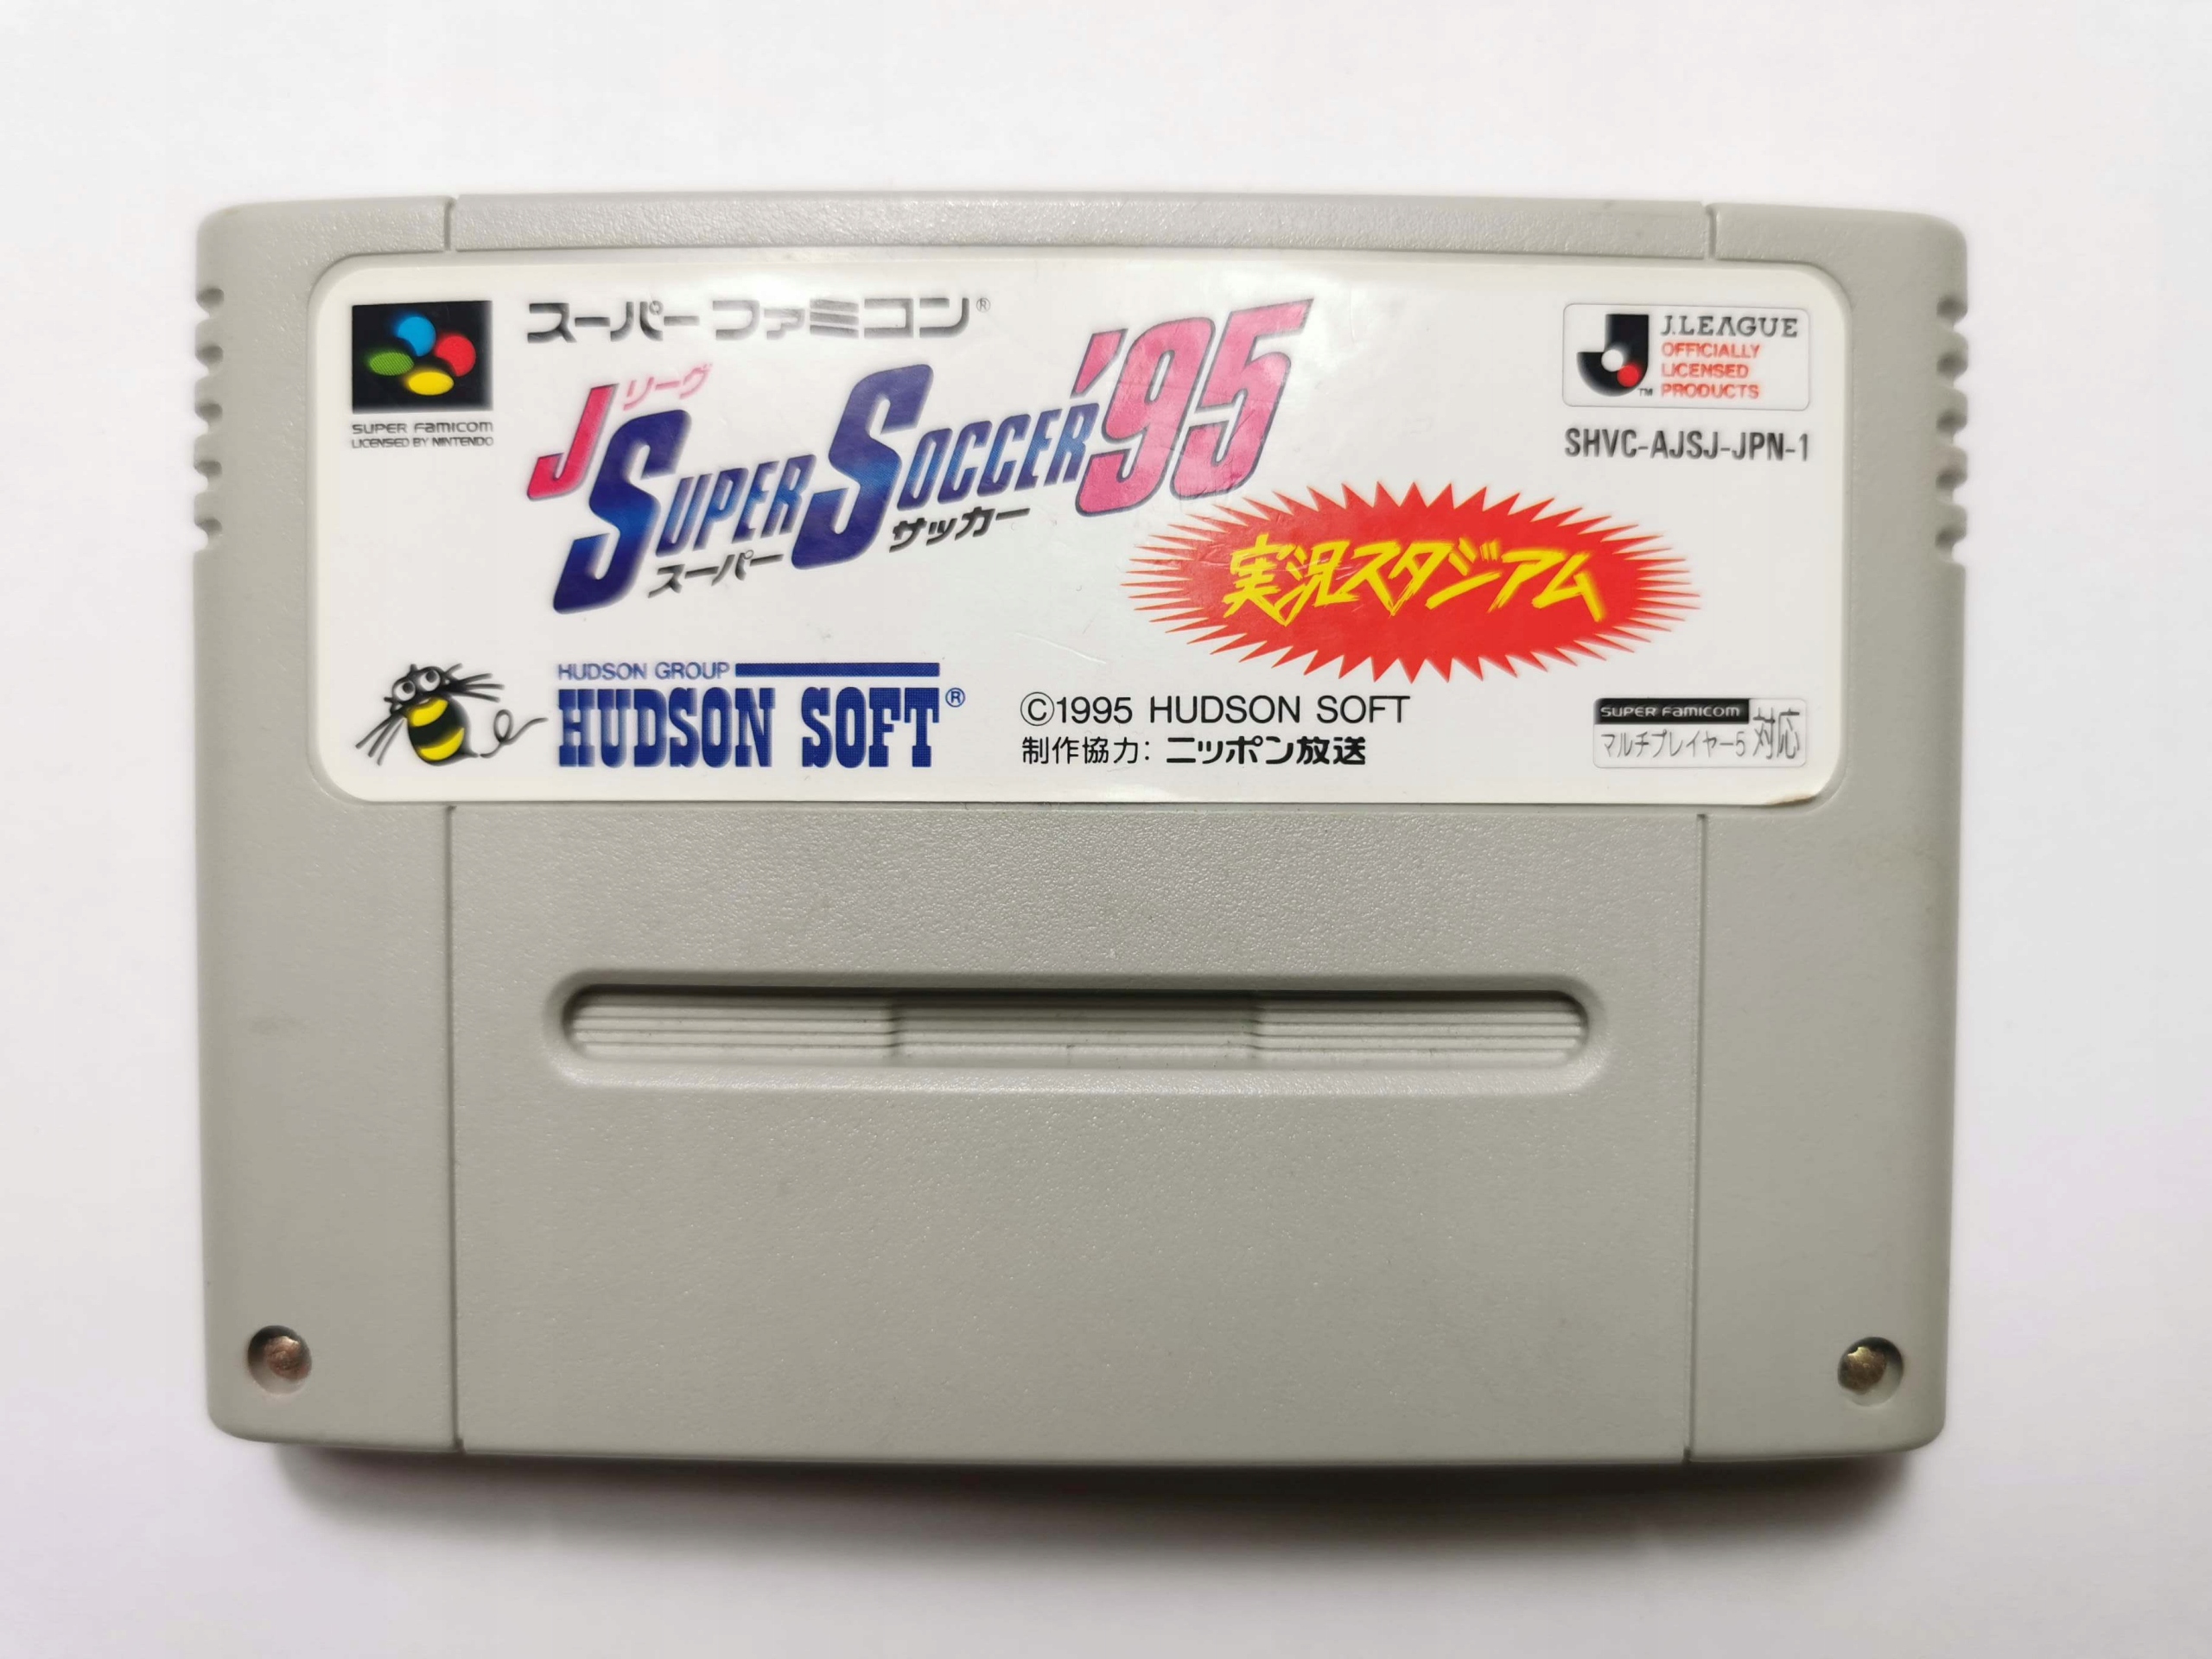 スーパーファミコン®
SUPER FAMICOM
LICENSED BY NINTENDO
Jリーグ
SUPER SOCCER '95
スーパー サッカー
実況スタジアム
J.LEAGUE
OFFICIALLY
LICENSED
PRODUCTS
TM
SHVC-AJSJ-JPN-1
HUDSON GROUP
HUDSON SOFT®
©1995 HUDSON SOFT
制作協力: ニッポン放送
SUPER FAMICOM
マルチプレイヤー5 対応